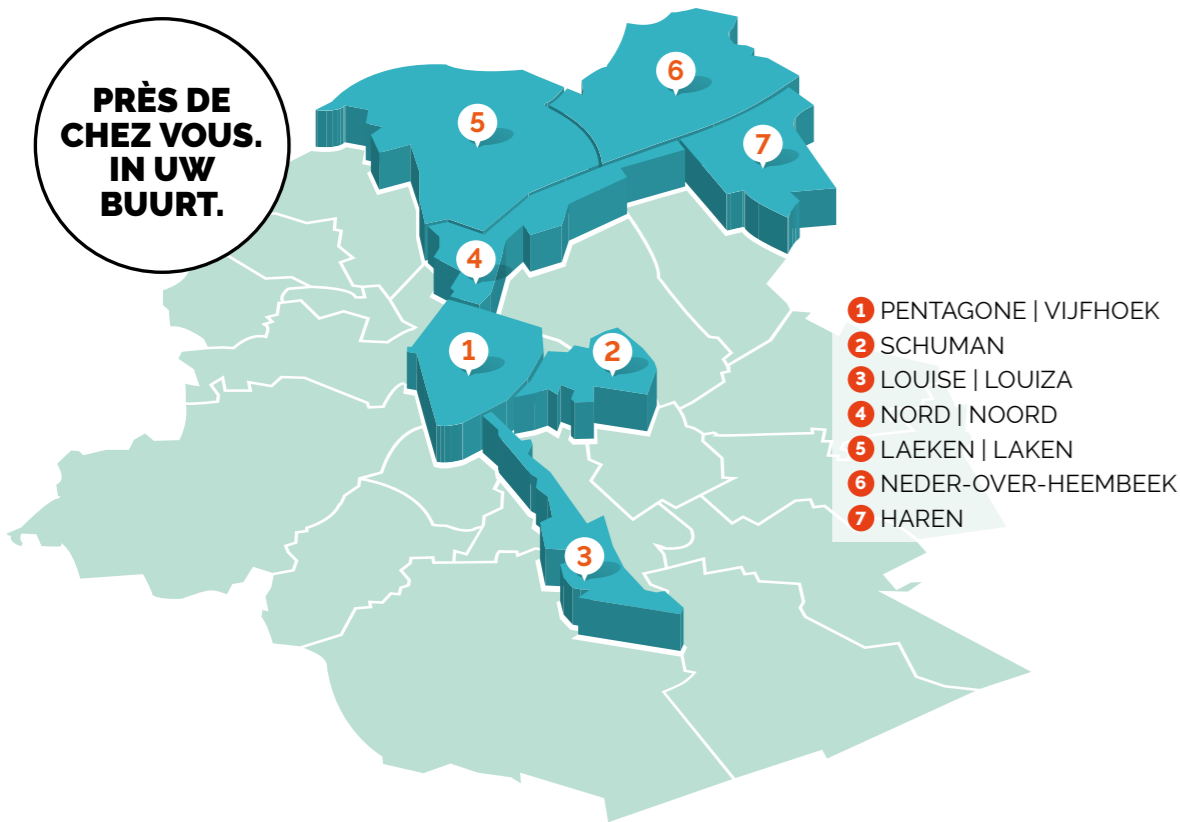 PRÈS DE
CHEZ VOUS.
IN UW
BUURT.
6
5
7
4
1
2
3
1 PENTAGONE | VIJFHOEK
2 SCHUMAN
3 LOUISE | LOUIZA
4 NORD | NOORD
5 LAEKEN | LAKEN
6 NEDER-OVER-HEEMBEEK
7 HAREN